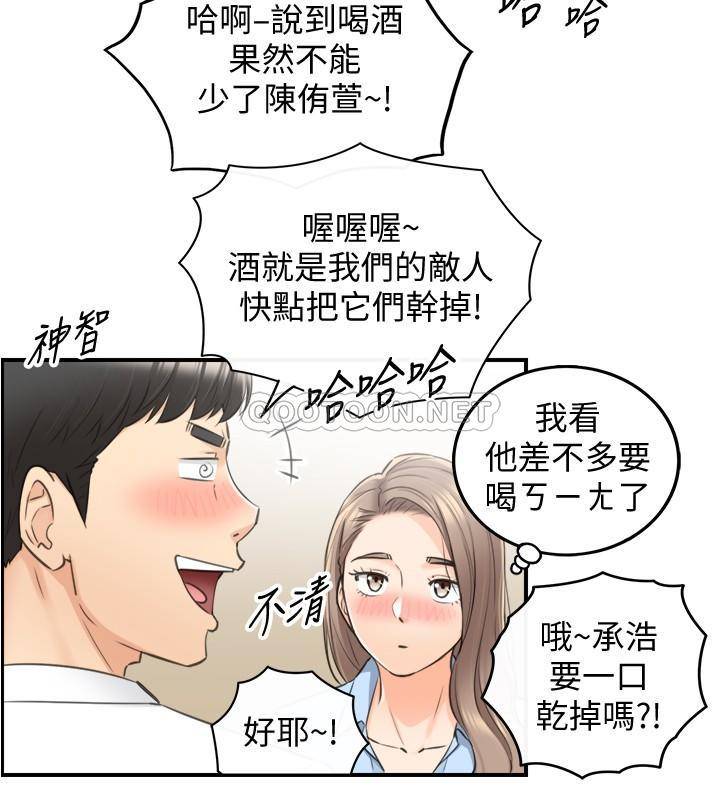 哈啊-說到喝酒
果然不能
少了陳侑萱~!
哈哈
喔喔喔~
酒就是我們的敵人
快點把它們幹掉!
神智
哈哈哈
QOOTOON.NET
我看
他差不多要
喝ㄎㄧㄤ了
不清
哦~承浩
要一口
乾掉嗎?!
好耶~!